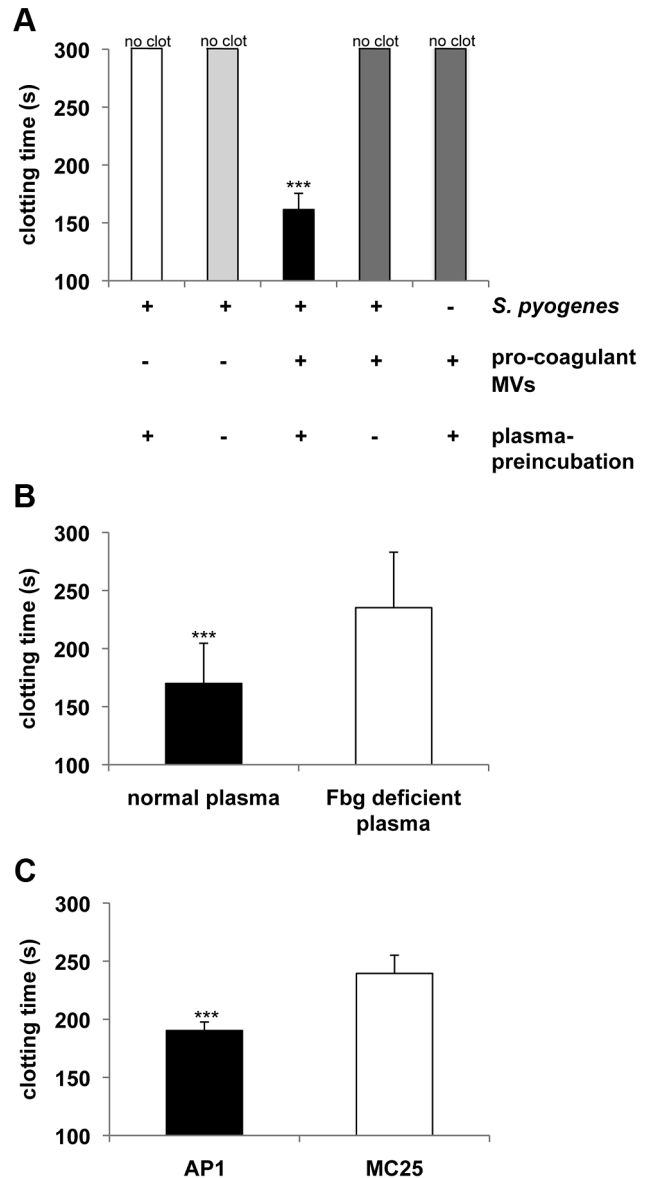 A
no clot no clot no clot no clot
300
250
200
150
100
clotting time (s)
***
+ + + + - S. pyogenes
- - + + + pro-coagulant
MVs
+ - + - + plasma-
preincubation
B
300
250
200
150
100
clotting time (s)
***
normal plasma Fbg deficient
plasma
C
300
250
200
150
100
clotting time (s)
***
AP1 MC25